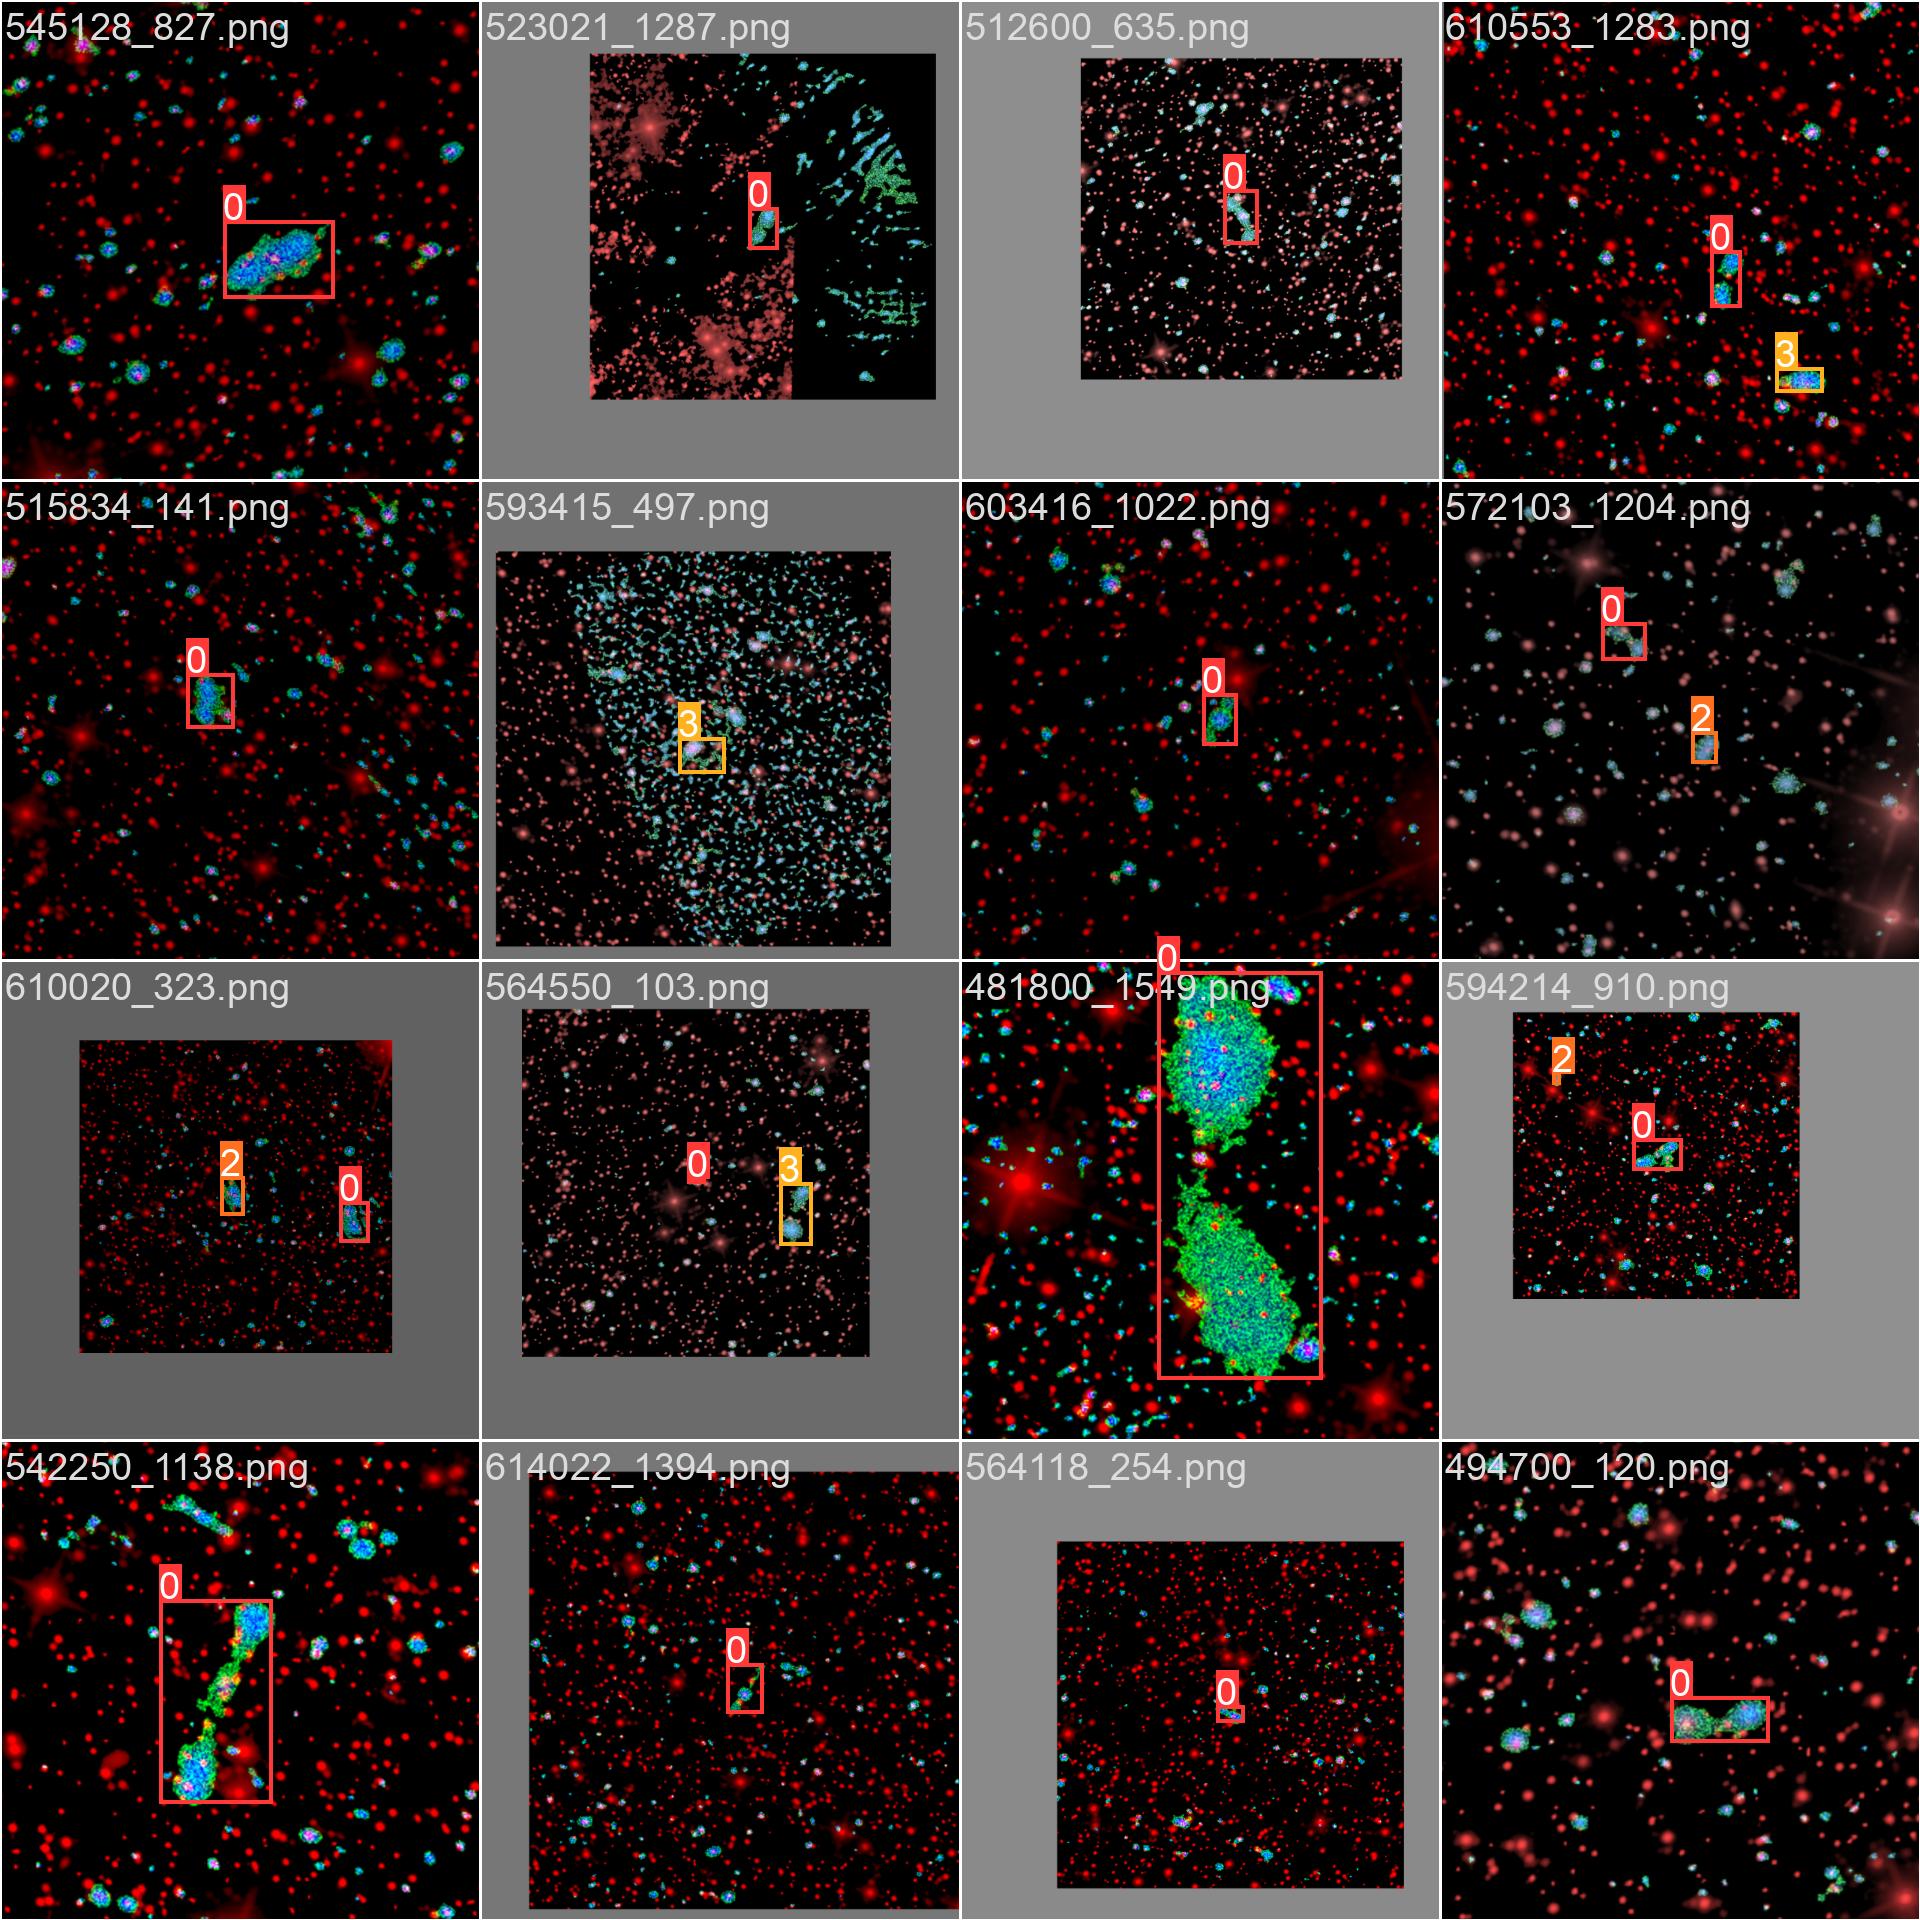 545128_827.png
523021_1287.png
512600_635.png
610553_1283.png
0
0
0
0
3
515834_141.png
593415_497.png
603416_1022.png
572103_1204.png
0
3
0
0
2
610020_323.png
564550_103.png
481800_1549.png
594214_910.png
2
0
0
3
0
2
0
542250_1138.png
614022_1394.png
564118_254.png
494700_120.png
0
0
0
0